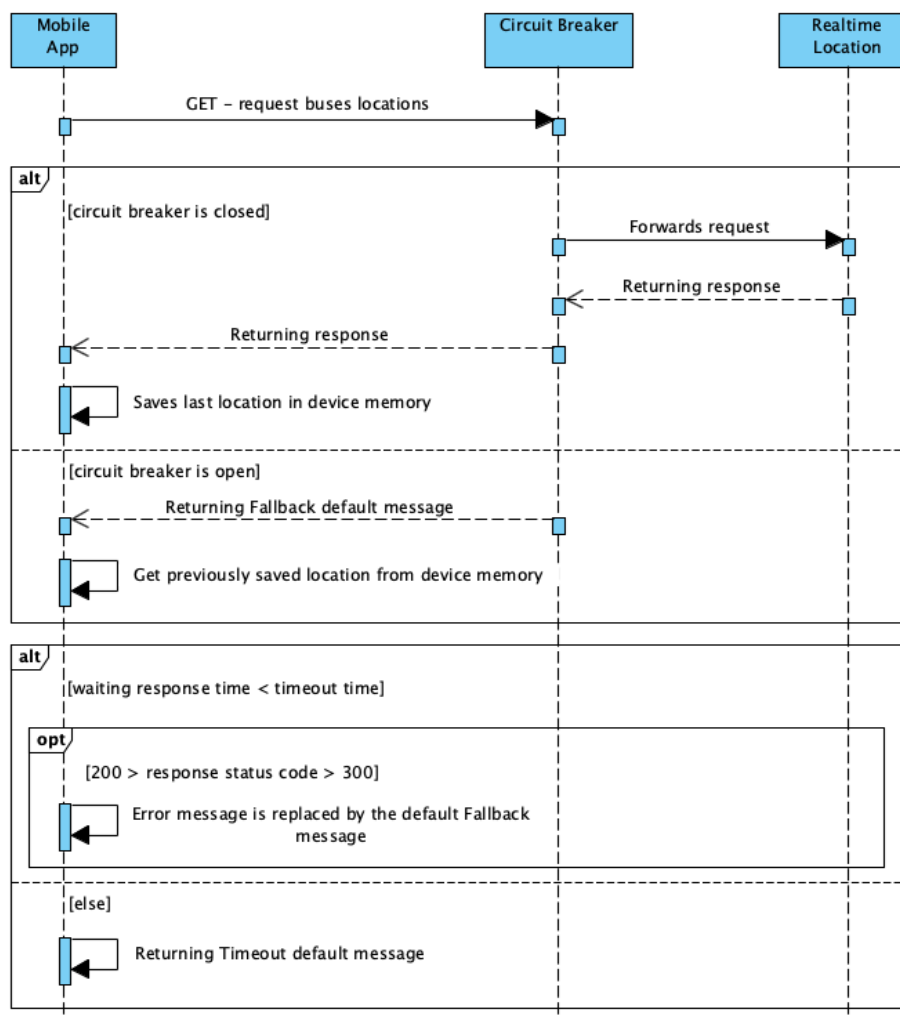 Mobile
App
Circuit Breaker
Realtime
Location
GET – request buses locations
alt
[circuit breaker is closed]
Forwards request
Returning response
Returning response
Saves last location in device memory
[circuit breaker is open]
Returning Fallback default message
Get previously saved location from device memory
alt
[waiting response time < timeout time]
opt
[200 > response status code > 300]
Error message is replaced by the default Fallback
message
[else]
Returning Timeout default message